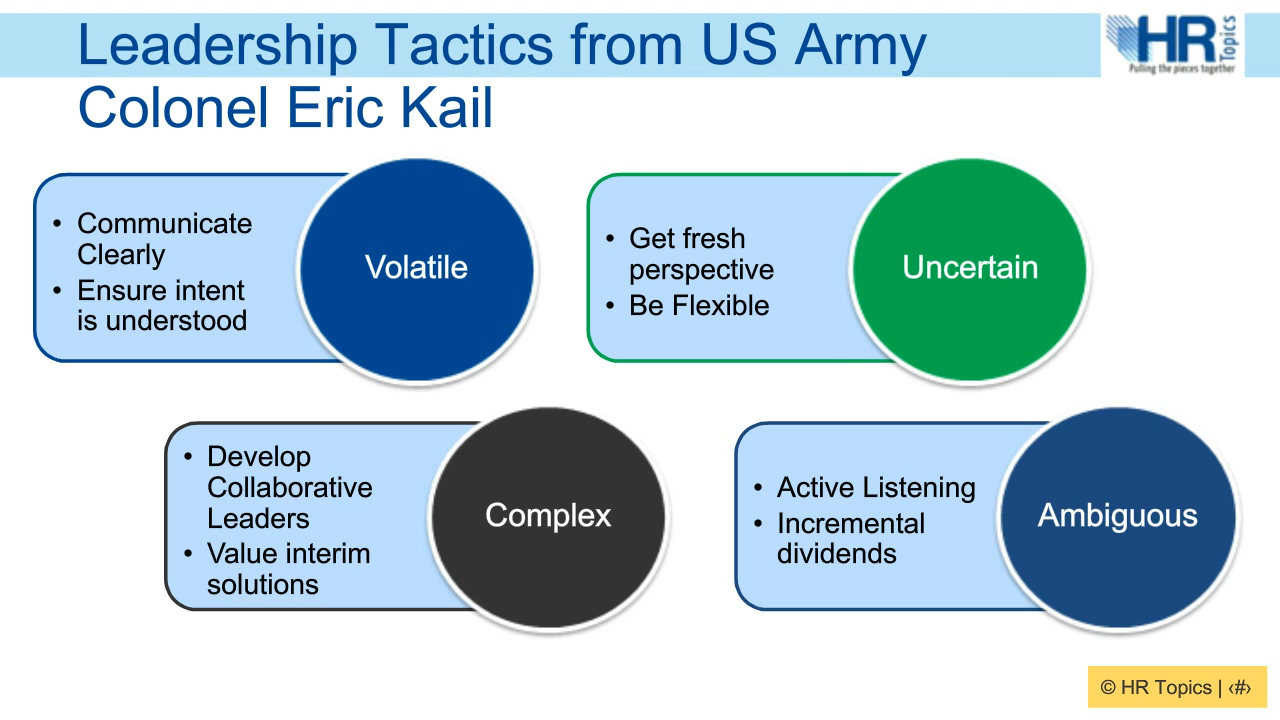 Leadership Tactics from US Army
Colonel Eric Kail
HR
Topics
Pulling the pieces together
• Communicate
Clearly
• Ensure intent
is understood
Volatile
• Get fresh
perspective
• Be Flexible
Uncertain
• Develop
Collaborative
Leaders
• Value interim
solutions
Complex
• Active Listening
• Incremental
dividends
Ambiguous
© HR Topics | ‹#›